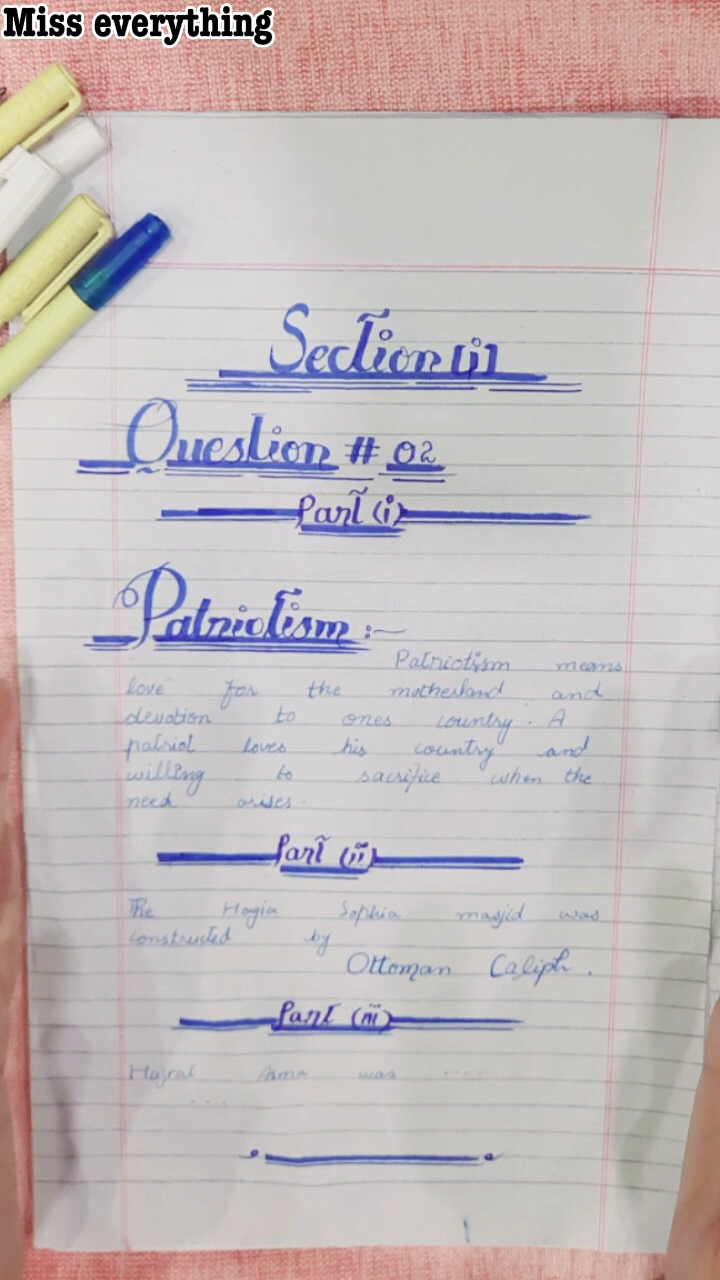 Miss everything
Section (i)
Question # 02
Part (i)
Patriotism :-
Patriotism means
love for the motherland and
devotion to ones country. A
patriot loves his country and
willing to sacrifice when the
need arises.
Part (ii)
The Hagia Sophia masjid was
constructed by
Ottoman Caliph.
Part (iii)
Hazrat Asma was ....
...